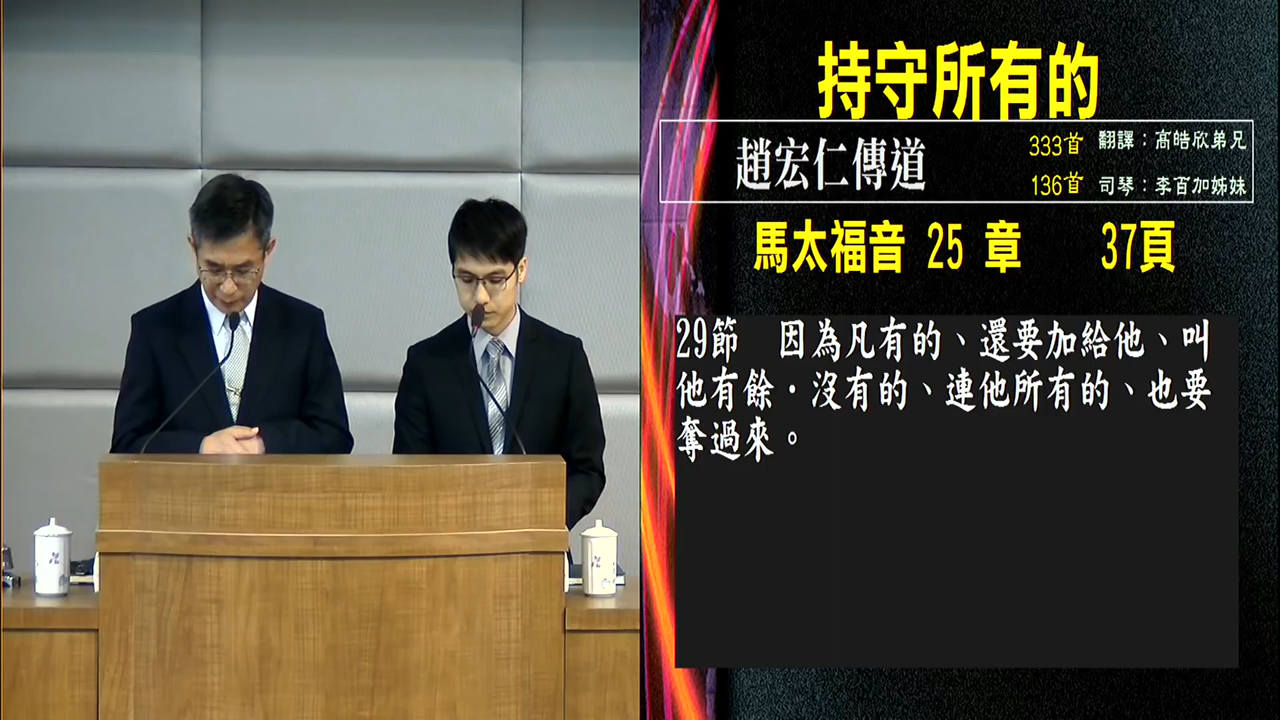 持守所有的
趙宏仁傳道
333首 翻譯：高皓欣弟兄
136首 司琴：李百加姊妹
馬太福音 25 章 37頁
29節 因為凡有的、還要加給他、叫
他有餘．沒有的、連他所有的、也要
奪過來。